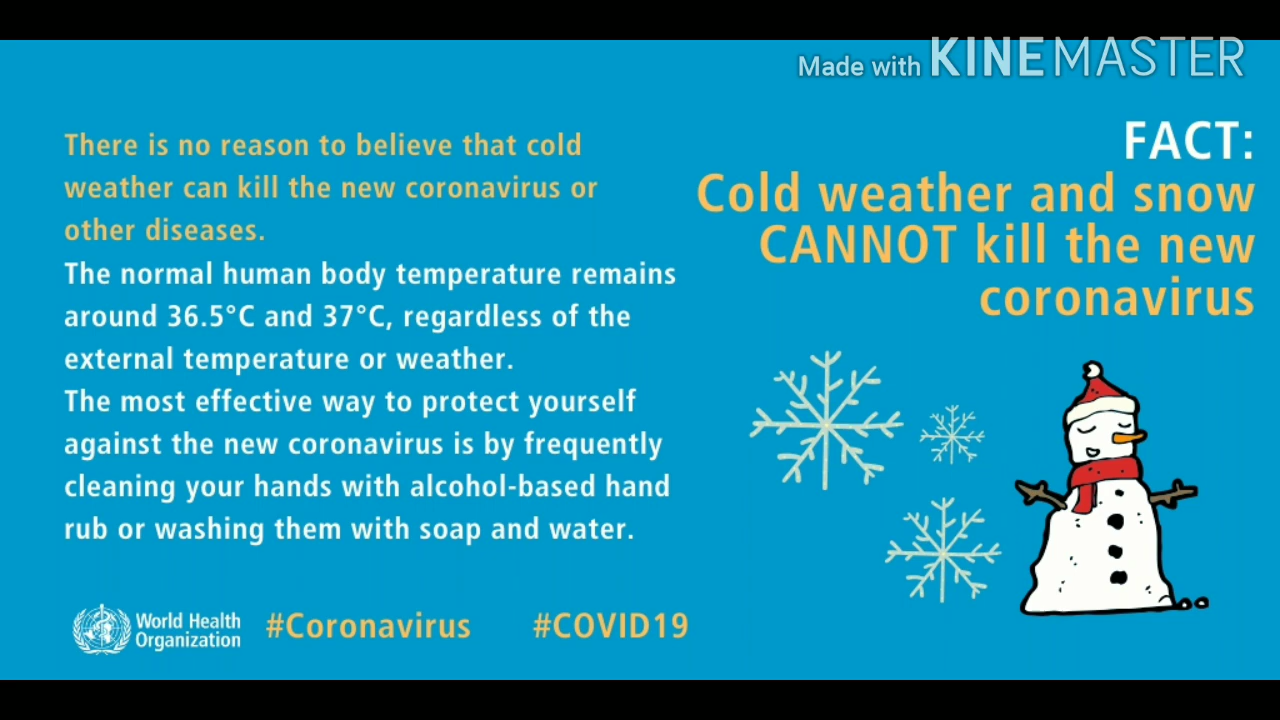 Made with KINEMASTER
There is no reason to believe that cold
weather can kill the new coronavirus or
other diseases.
The normal human body temperature remains
around 36.5°C and 37°C, regardless of the
external temperature or weather.
The most effective way to protect yourself
against the new coronavirus is by frequently
cleaning your hands with alcohol-based hand
rub or washing them with soap and water.
FACT:
Cold weather and snow
CANNOT kill the new
coronavirus
World Health
Organization
#Coronavirus #COVID19